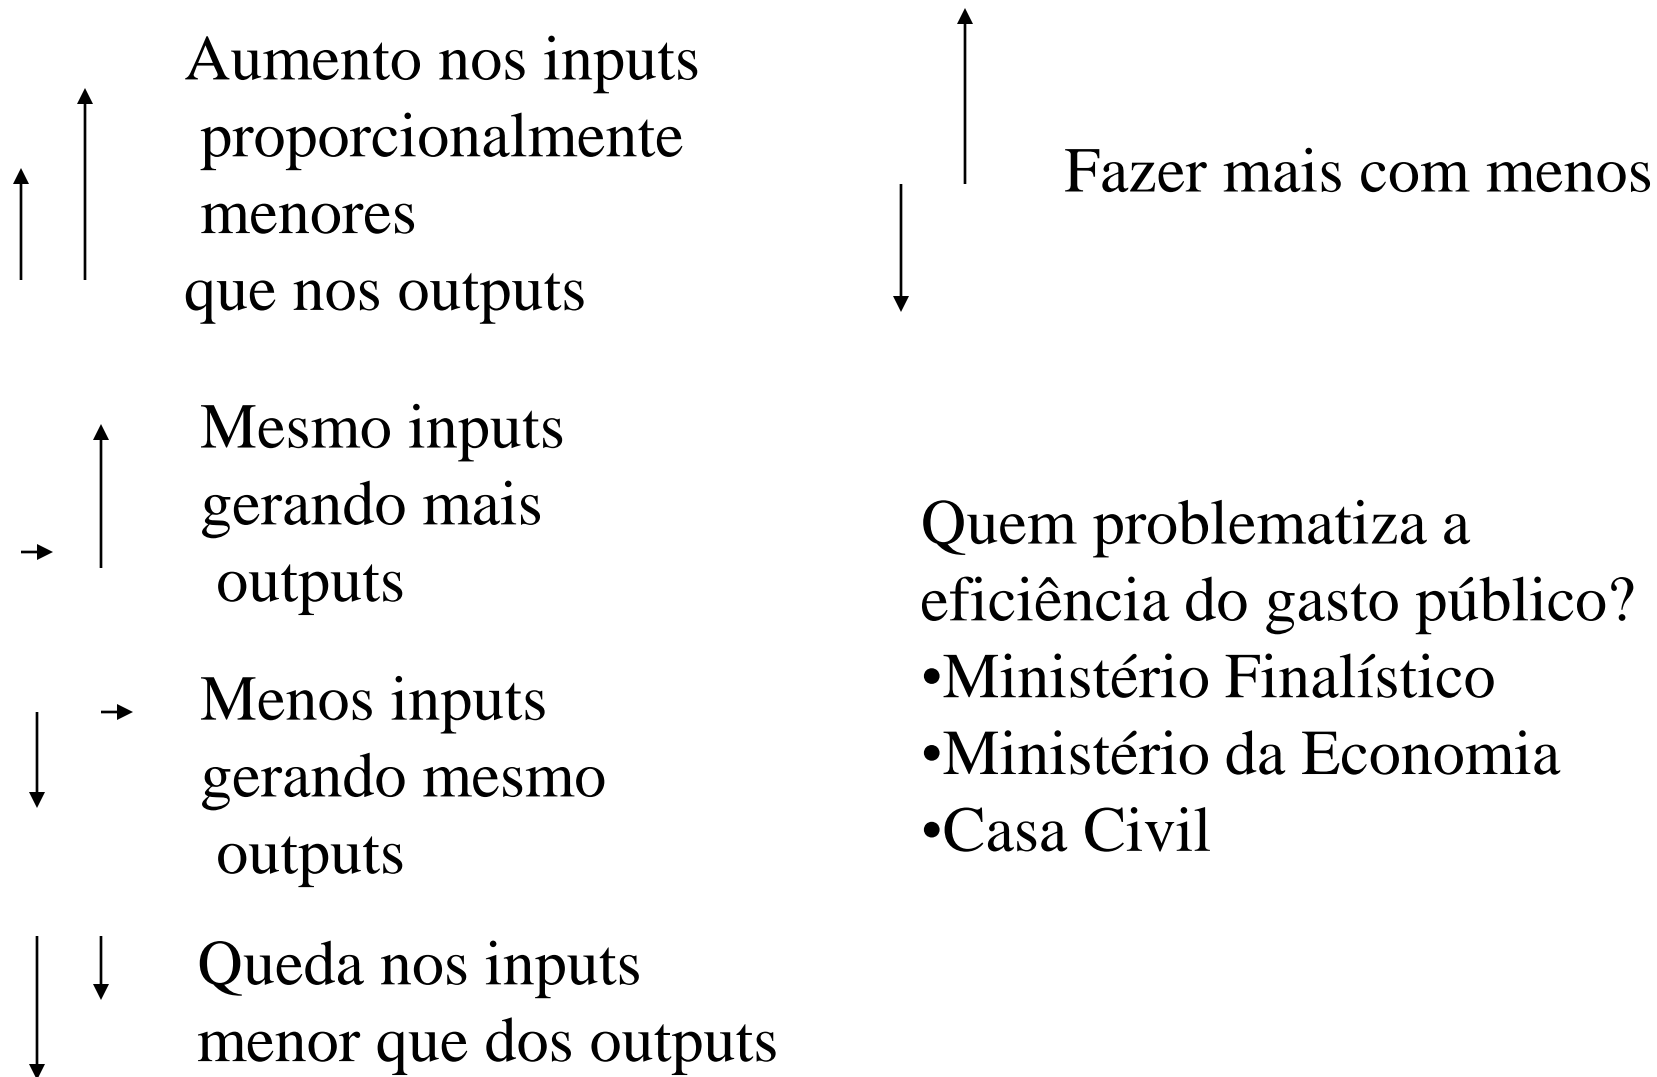 Aumento nos inputs
proporcionalmente
menores
que nos outputs
Mesmo inputs
gerando mais
outputs
Menos inputs
gerando mesmo
outputs
Queda nos inputs
menor que dos outputs
Fazer mais com menos
Quem problematiza a
eficiência do gasto público?
•Ministério Finalístico
•Ministério da Economia
•Casa Civil